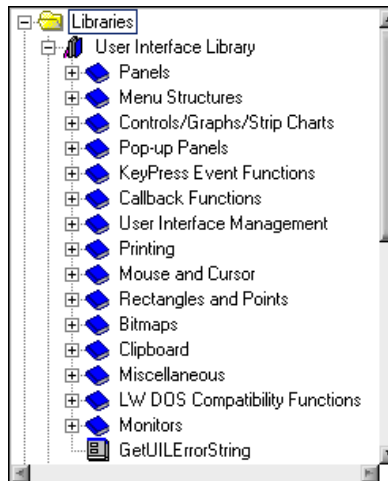 Libraries
User Interface Library
Panels
Menu Structures
Controls/Graphs/Strip Charts
Pop-up Panels
KeyPress Event Functions
Callback Functions
User Interface Management
Printing
Mouse and Cursor
Rectangles and Points
Bitmaps
Clipboard
Miscellaneous
LW DOS Compatibility Functions
Monitors
GetUILErrorString